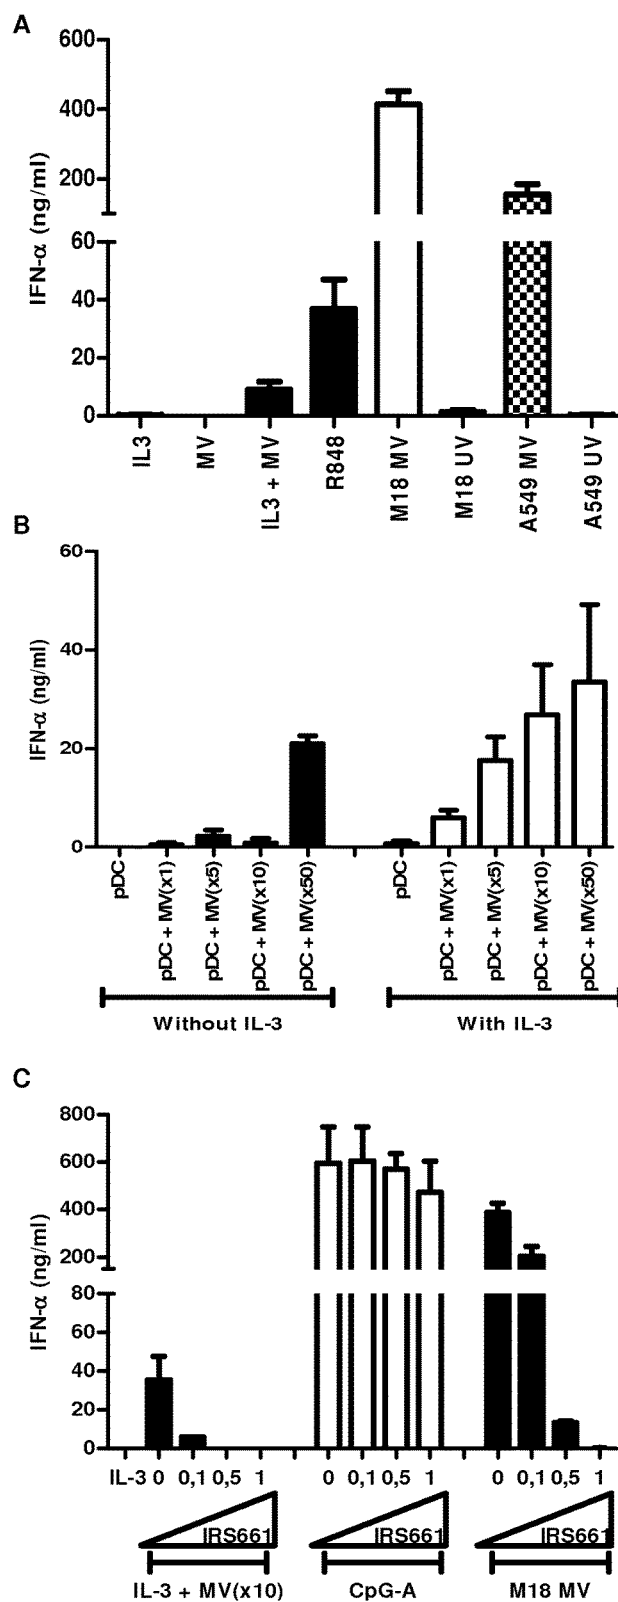 A
600
400
200
60
40
20
0
IFN-α (ng/ml)
IL3
MV
IL3 + MV
R848
M18 MV
M18 UV
A549 MV
A549 UV
B
60
40
20
0
IFN-α (ng/ml)
pDC
pDC + MV(x1)
pDC + MV(x5)
pDC + MV(x10)
pDC + MV(x50)
pDC
pDC + MV(x1)
pDC + MV(x5)
pDC + MV(x10)
pDC + MV(x50)
Without IL-3
With IL-3
C
800
600
400
200
80
60
40
20
0
IFN-α (ng/ml)
IL-3 0 0,1 0,5 1 0 0,1 0,5 1 0 0,1 0,5 1
IRS661 IRS661 IRS661
IL-3 + MV(x10) CpG-A M18 MV